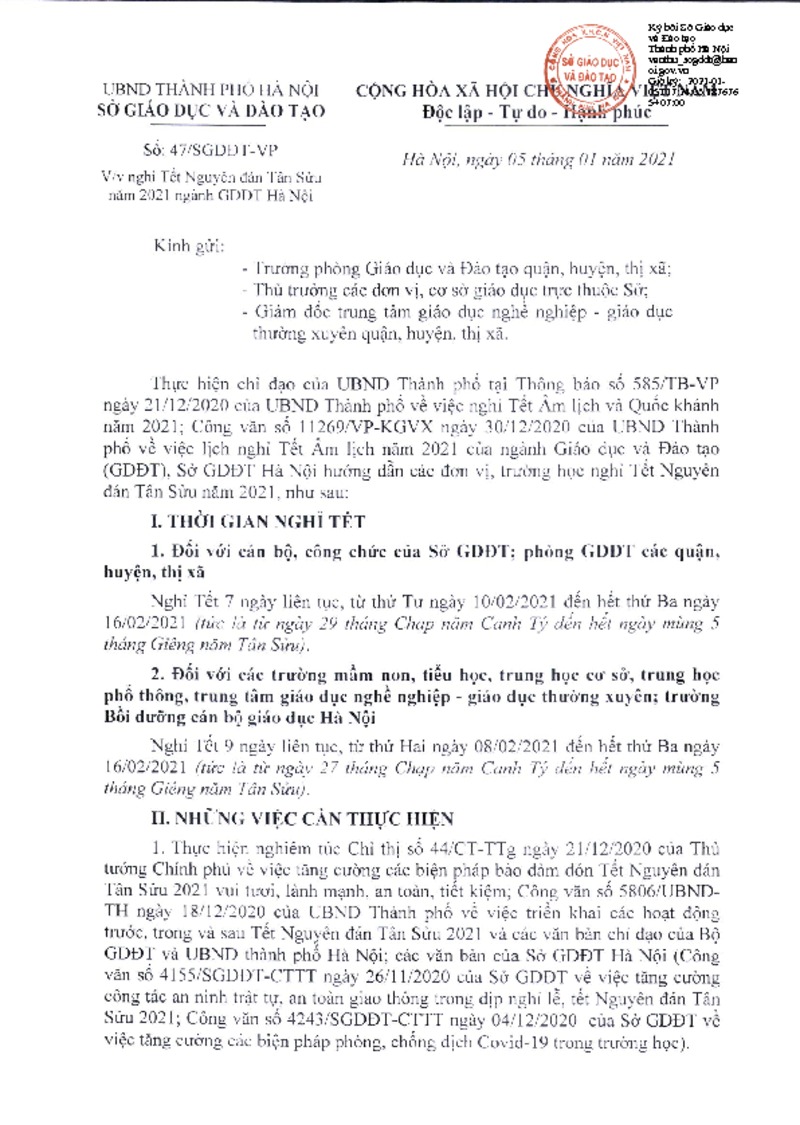 Ký bởi Sở Giáo dục
và Đào tạo
Thành phố Hà Nội
UBND THÀNH PHỐ HÀ NỘI
SỞ GIÁO DỤC VÀ ĐÀO TẠO
CỘNG HÒA XÃ HỘI CHỦ NGHĨA VIỆT NAM
Độc lập - Tự do - Hạnh phúc
SỞ GIÁO DỤC
VÀ ĐÀO TẠO
Số: 47/SGDĐT-VP
Hà Nội, ngày 05 tháng 01 năm 2021
V/v nghỉ Tết Nguyên đán Tân Sửu
năm 2021 ngành GDĐT Hà Nội
Kính gửi:
- Trưởng phòng Giáo dục và Đào tạo quận, huyện, thị xã;
- Thủ trưởng các đơn vị, cơ sở giáo dục trực thuộc Sở;
- Giám đốc trung tâm giáo dục nghề nghiệp - giáo dục
thường xuyên quận, huyện, thị xã.
Thực hiện chỉ đạo của UBND Thành phố tại Thông báo số 585/TB-VP
ngày 21/12/2020 của UBND Thành phố về việc nghỉ Tết Âm lịch và Quốc khánh
năm 2021; Công văn số 11269/VP-KGVX ngày 30/12/2020 của UBND Thành
phố về việc lịch nghỉ Tết Âm lịch năm 2021 của ngành Giáo dục và Đào tạo
(GDĐT), Sở GDĐT Hà Nội hướng dẫn các đơn vị, trường học nghỉ Tết Nguyên
đán Tân Sửu năm 2021, như sau:
I. THỜI GIAN NGHỈ TẾT
1. Đối với cán bộ, công chức của Sở GDĐT; phòng GDĐT các quận,
huyện, thị xã
Nghỉ Tết 7 ngày liên tục, từ thứ Tư ngày 10/02/2021 đến hết thứ Ba ngày
16/02/2021 (tức là từ ngày 29 tháng Chạp năm Canh Tý đến hết ngày mùng 5
tháng Giêng năm Tân Sửu).
2. Đối với các trường mầm non, tiểu học, trung học cơ sở, trung học
phổ thông, trung tâm giáo dục nghề nghiệp - giáo dục thường xuyên; trường
Bồi dưỡng cán bộ giáo dục Hà Nội
Nghỉ Tết 9 ngày liên tục, từ thứ Hai ngày 08/02/2021 đến hết thứ Ba ngày
16/02/2021 (tức là từ ngày 27 tháng Chạp năm Canh Tý đến hết ngày mùng 5
tháng Giêng năm Tân Sửu).
II. NHỮNG VIỆC CẦN THỰC HIỆN
1. Thực hiện nghiêm túc Chỉ thị số 44/CT-TTg ngày 21/12/2020 của Thủ
tướng Chính phủ về việc tăng cường các biện pháp bảo đảm đón Tết Nguyên đán
Tân Sửu 2021 vui tươi, lành mạnh, an toàn, tiết kiệm; Công văn số 5806/UBND-
TH ngày 18/12/2020 của UBND Thành phố về việc triển khai các hoạt động
trước, trong và sau Tết Nguyên đán Tân Sửu 2021 và các văn bản chỉ đạo của Bộ
GDĐT và UBND thành phố Hà Nội; các văn bản của Sở GDĐT Hà Nội (Công
văn số 4155/SGDĐT-CTTT ngày 26/11/2020 của Sở GDĐT về việc tăng cường
công tác an ninh trật tự, an toàn giao thông trong dịp nghỉ lễ, tết Nguyên đán Tân
Sửu 2021; Công văn số 4243/SGDĐT-CTTT ngày 04/12/2020 của Sở GDĐT về
việc tăng cường các biện pháp phòng, chống dịch Covid-19 trong trường học).